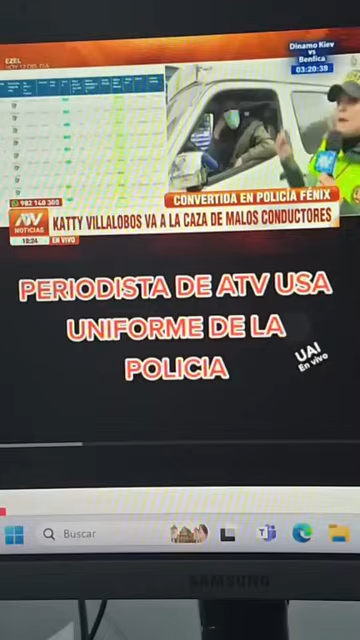 EZEL
Dinamo Kiev
vs
Benfica
03:20:38
982 140 300
CONVERTIDA EN POLICÍA FÉNIX
ATV
NOTICIAS
KATTY VILLALOBOS VA A LA CAZA DE MALOS CONDUCTORES
EN VIVO
PERIODISTA DE ATV USA
UNIFORME DE LA
POLICIA
UAI
En vivo
Buscar
SAMSUNG